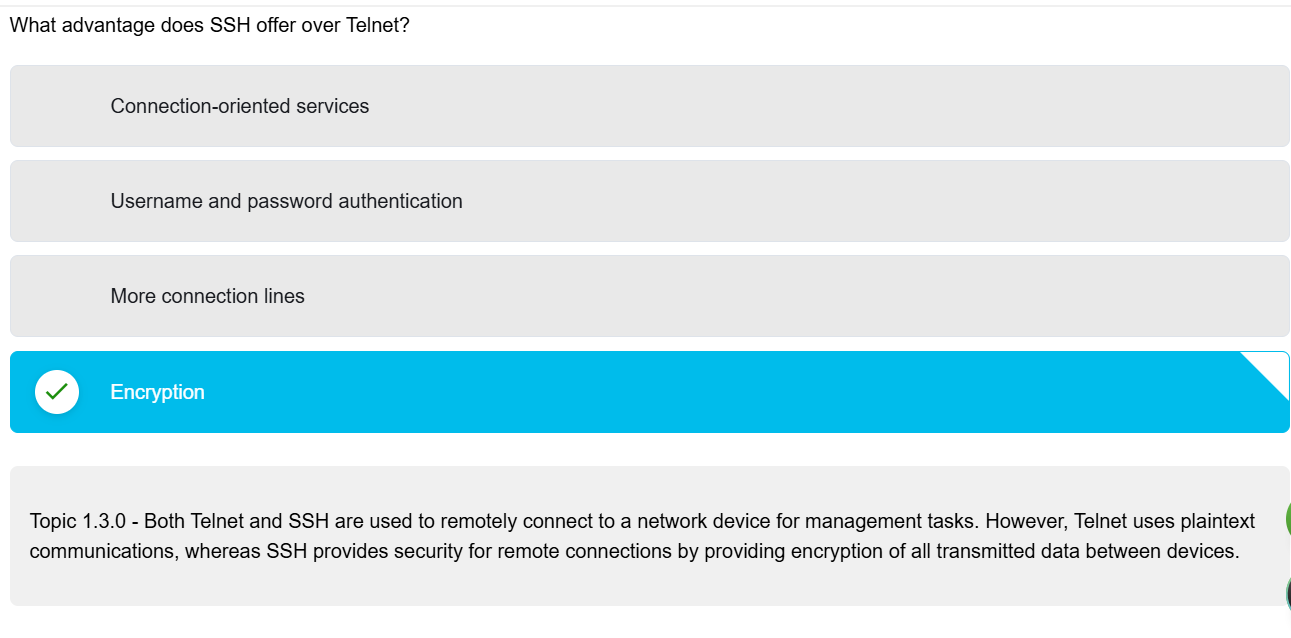 What advantage does SSH offer over Telnet?
Connection-oriented services
Username and password authentication
More connection lines
Encryption
Topic 1.3.0 - Both Telnet and SSH are used to remotely connect to a network device for management tasks. However, Telnet uses plaintext
communications, whereas SSH provides security for remote connections by providing encryption of all transmitted data between devices.